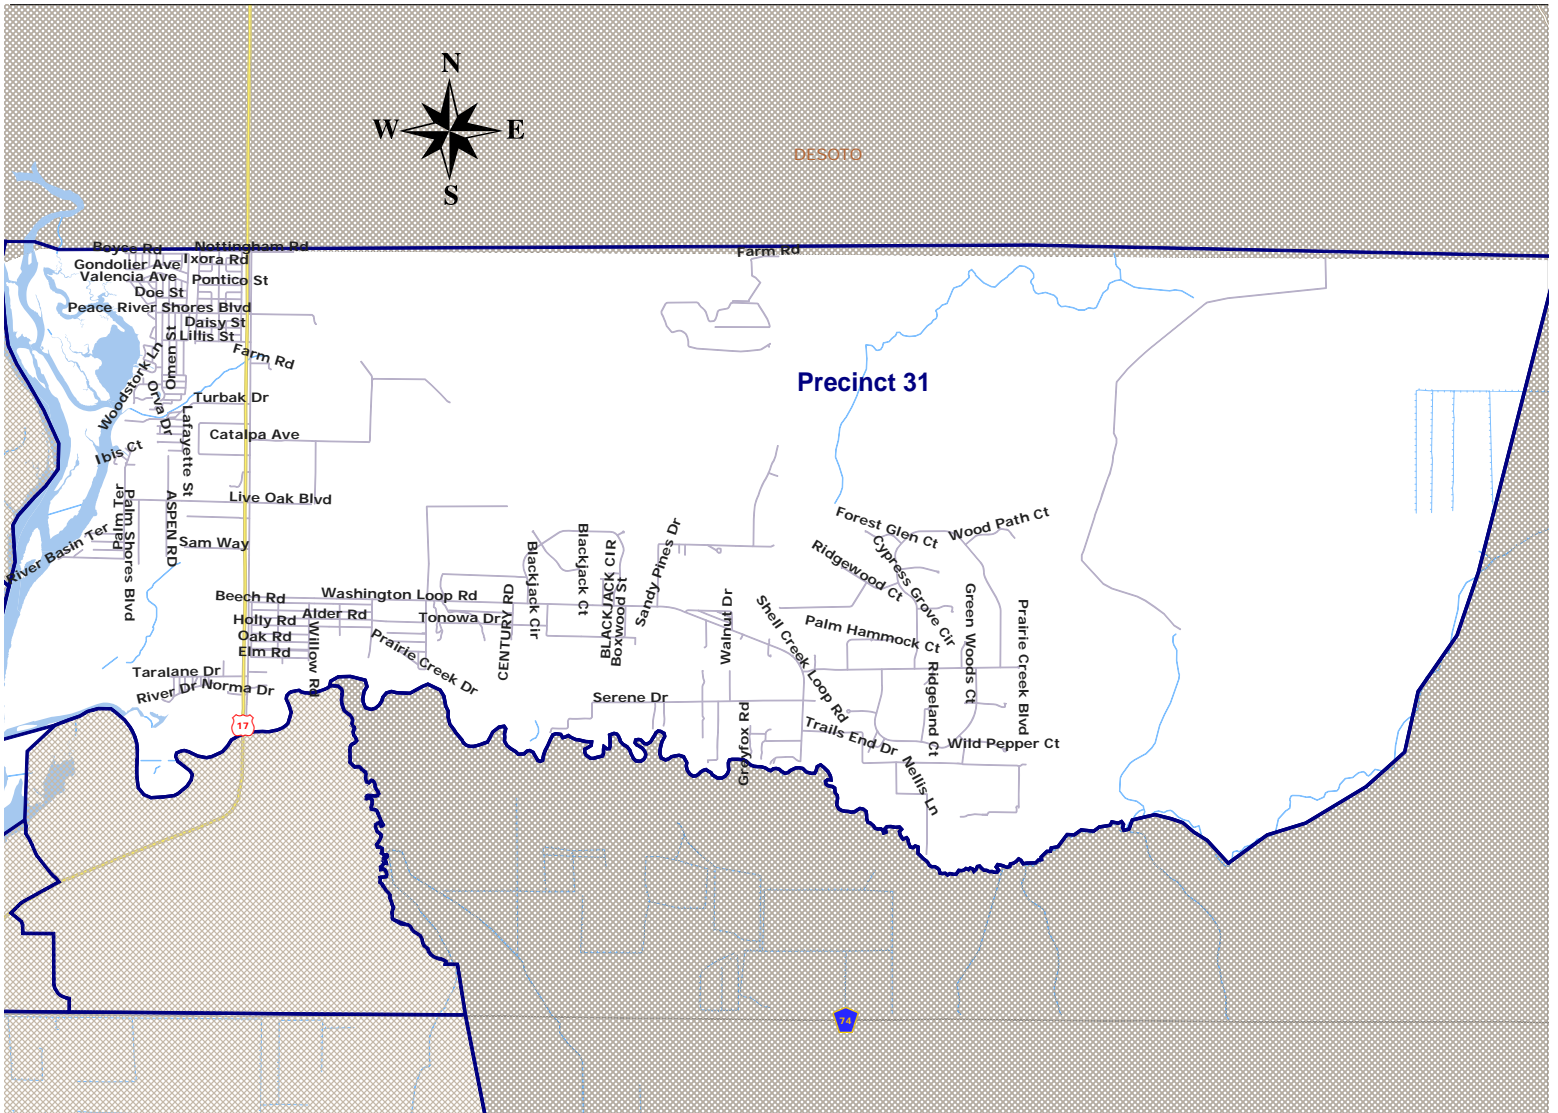 N
W
E
S
DESOTO
Boyce Rd
Nottingham Rd
Farm Rd
Gondolier Ave
Ixora Rd
Valencia Ave
Pontico St
Doe St
Peace River Shores Blvd
Daisy St
Lillis St
Omen St
Woodstork Ln
Farm Rd
Precinct 31
Orva Dr
Turbak Dr
Lafayette St
Catalpa Ave
Ibis Ct
Live Oak Blvd
Palm Ter
Palm Shores Blvd
ASPEN RD
River Basin Ter
Sam Way
Forest Glen Ct
Wood Path Ct
Ridgewood Ct
Cypress Grove Cir
Blackjack Cir
Blackjack Ct
BLACKJACK CIR
Boxwood St
Sandy Pines Dr
Beech Rd
Washington Loop Rd
Holly Rd
Alder Rd
Tonowa Dr
CENTURY RD
Oak Rd
Elm Rd
Willow Rd
Prairie Creek Dr
Walnut Dr
Shell Creek Loop Rd
Palm Hammock Ct
Green Woods Ct
Prairie Creek Blvd
Ridgeland Ct
Taralane Dr
River Dr
Norma Dr
Serene Dr
17
Greyfox Rd
Trails End Dr
Wild Pepper Ct
Nellis Ln
74